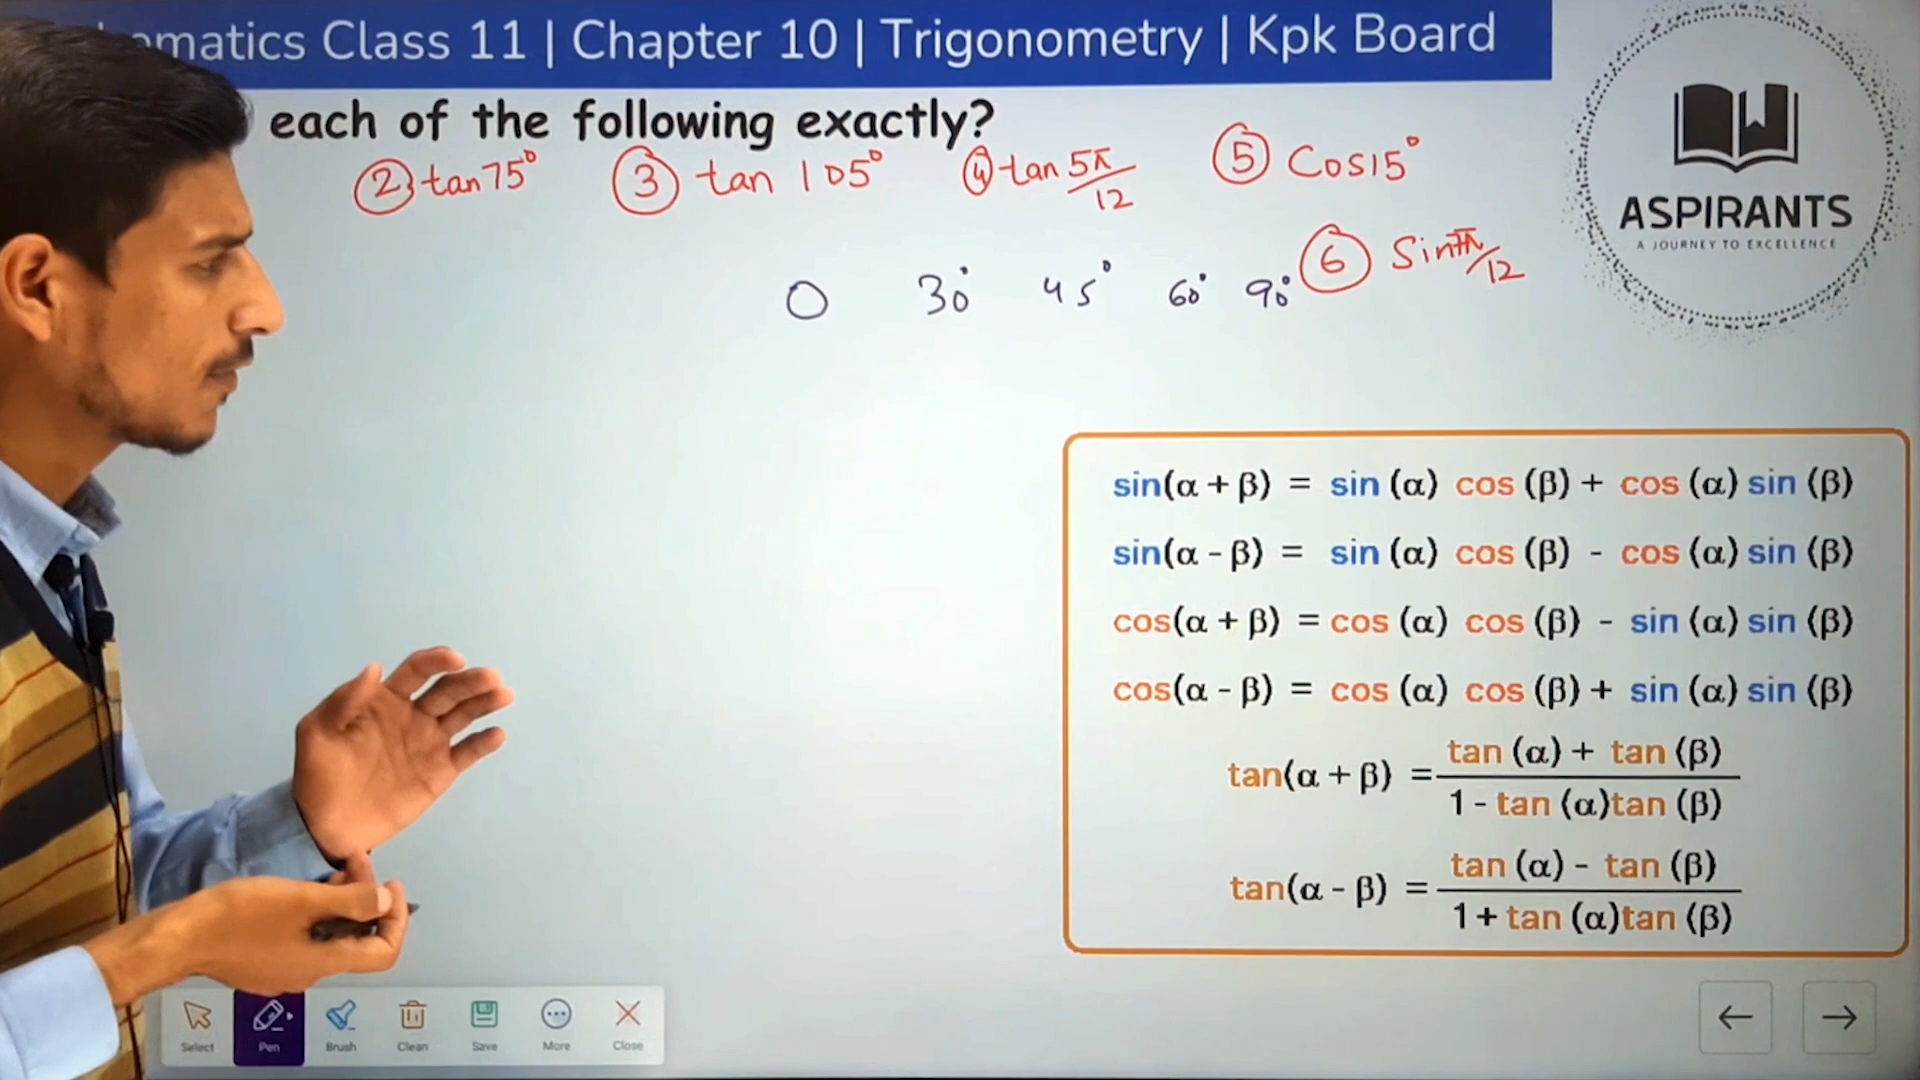 ematics Class 11 | Chapter 10 | Trigonometry | Kpk Board
each of the following exactly?
② tan 75° ③ tan 105° ④ tan 5π/12 ⑤ Cos15°
⑥ Sin 7π/12
0 30° 45° 60° 90°
ASPIRANTS
A JOURNEY TO EXCELLENCE
sin(α + β) = sin (α) cos (β) + cos (α) sin (β)
sin(α - β) = sin (α) cos (β) - cos (α) sin (β)
cos(α + β) = cos (α) cos (β) - sin (α) sin (β)
cos(α - β) = cos (α) cos (β) + sin (α) sin (β)
tan(α + β) = tan (α) + tan (β) / 1 - tan (α)tan (β)
tan(α - β) = tan (α) - tan (β) / 1 + tan (α)tan (β)
Select Pen Brush Clean Save More Close